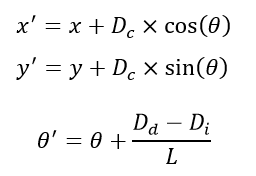 x′ = x + D_c × cos(θ)
y′ = y + D_c × sin(θ)
θ′ = θ + (D_d − D_i) / L